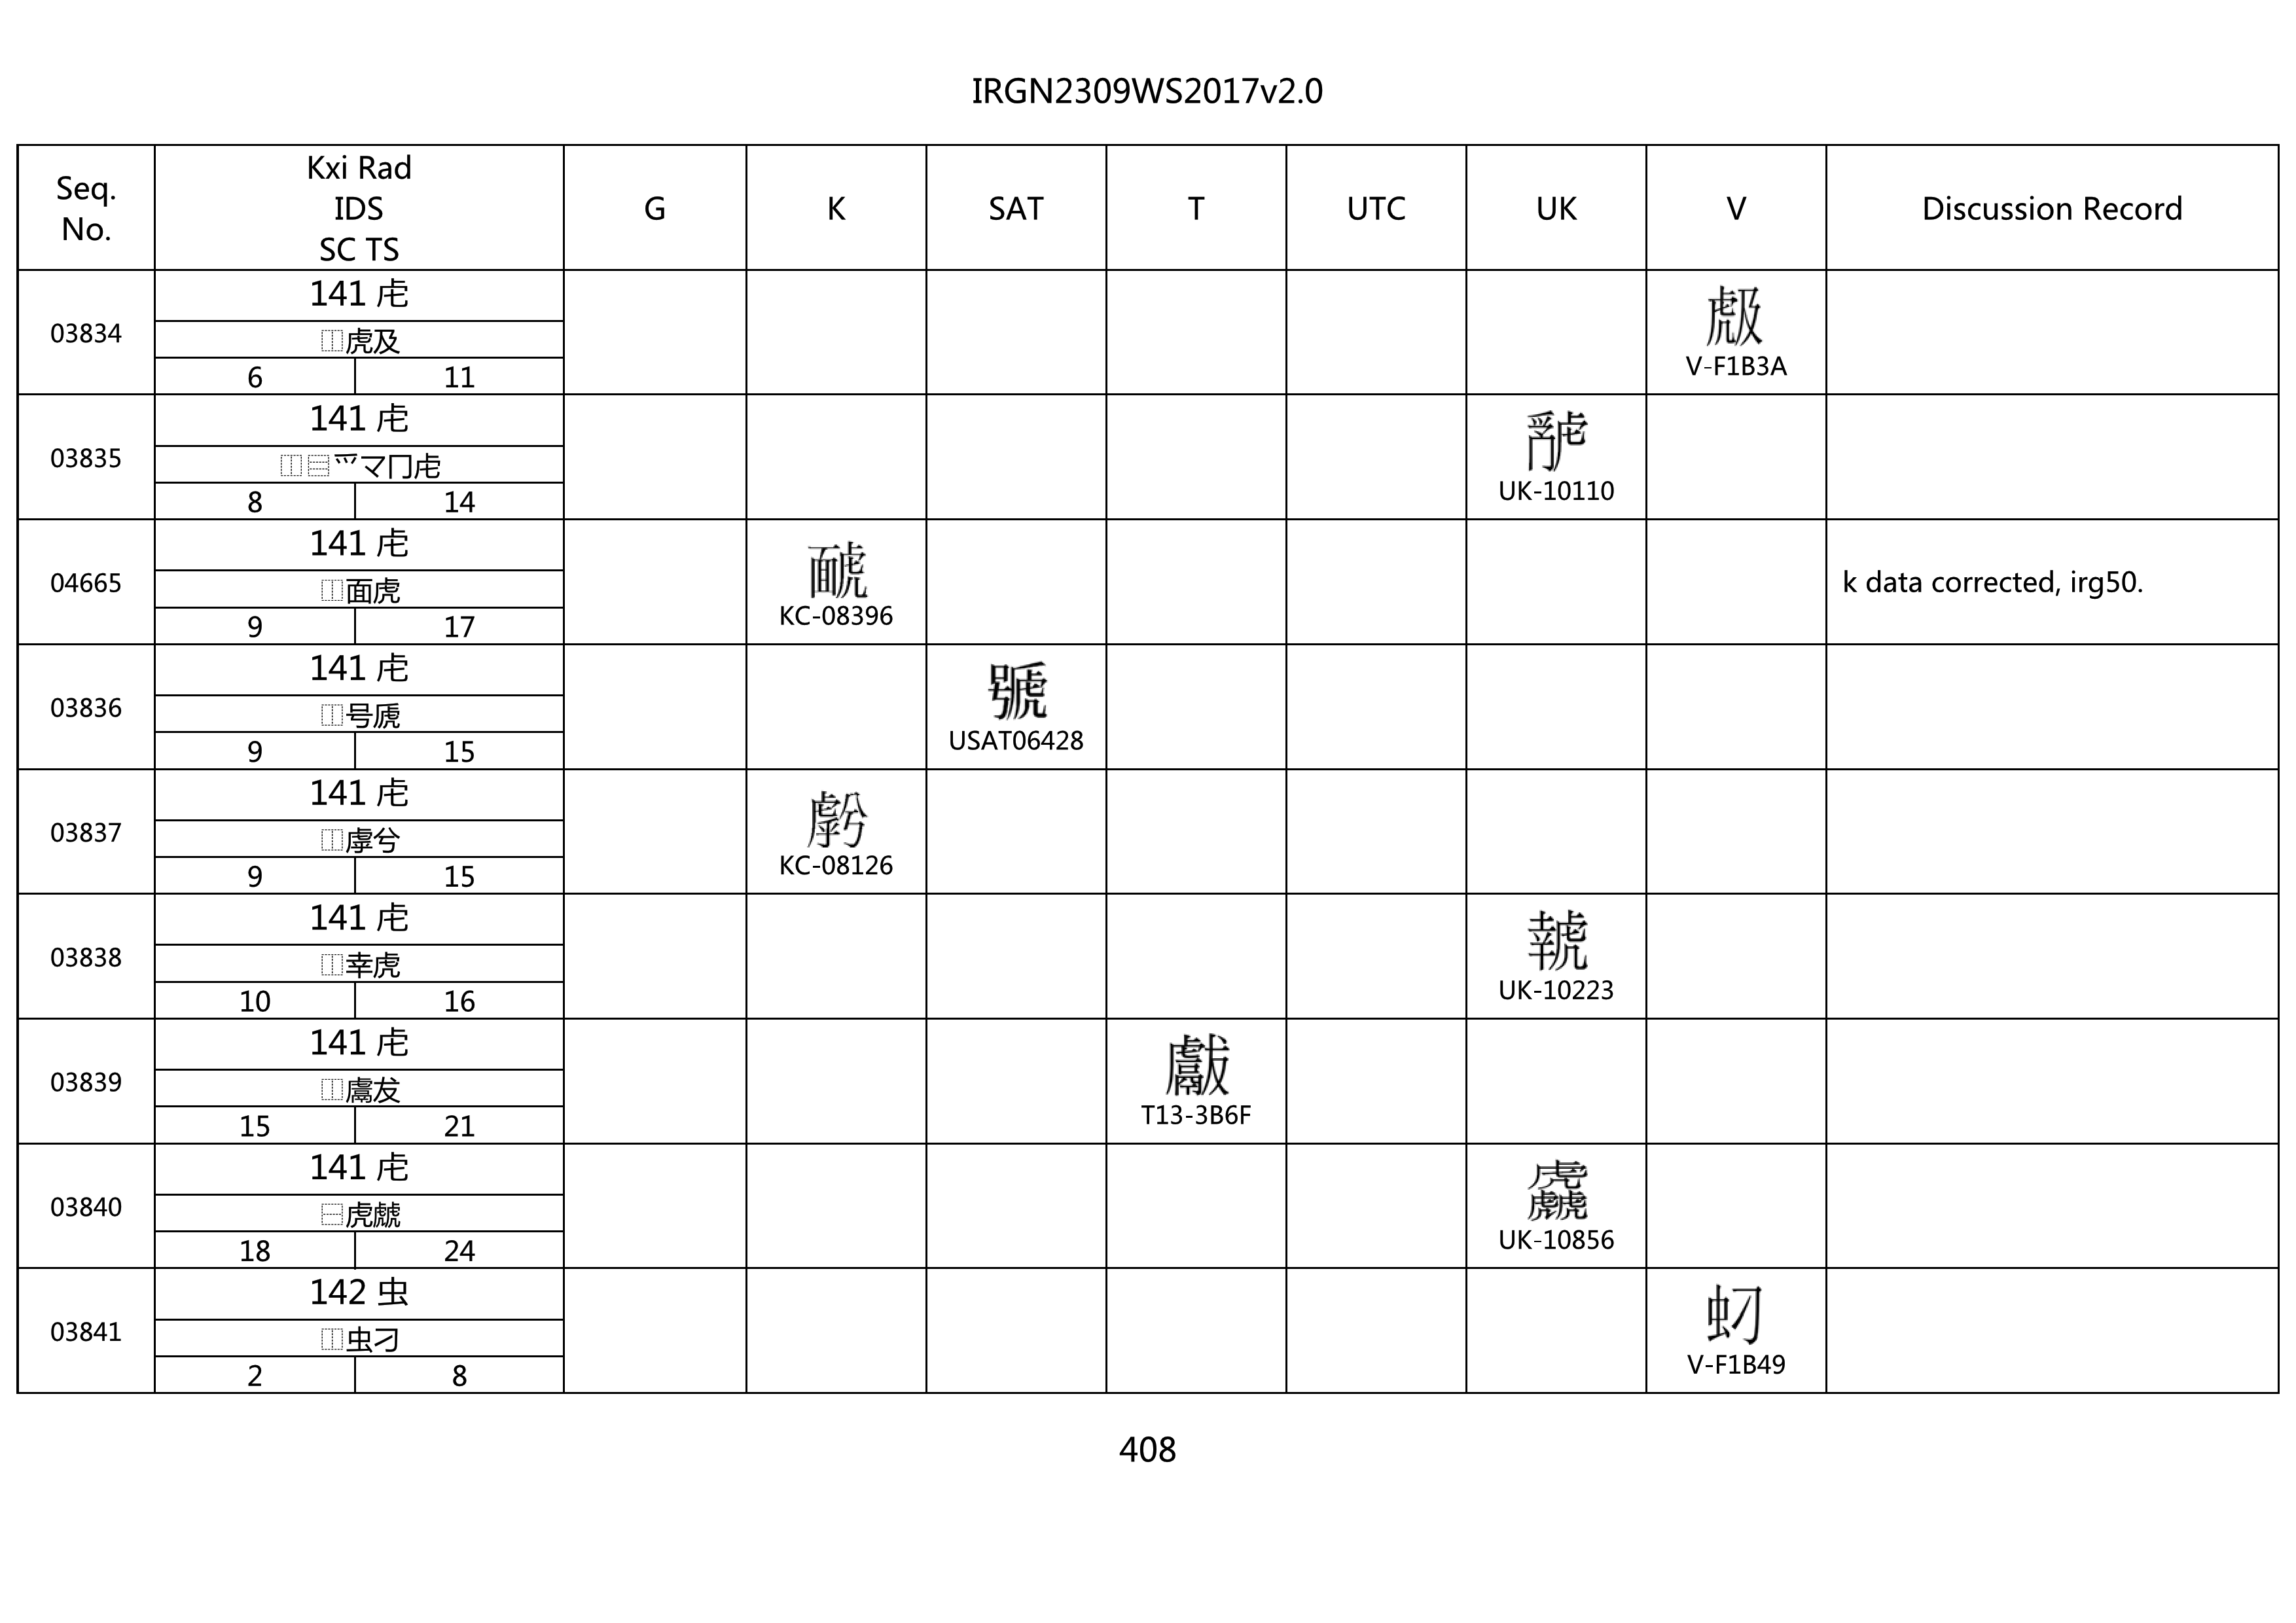 IRGN2309WS2017v2.0
Seq. No. Kxi Rad IDS SC TS G K SAT T UTC UK V Discussion Record
03834 141 虍
⿰虎及
6 11
V-F1B3A
03835 141 虍
⿰⿳爫龴冂虍
8 14
UK-10110
04665 141 虍
⿰面虎
9 17
KC-08396
k data corrected, irg50.
03836 141 虍
⿰号虒
9 15
USAT06428
03837 141 虍
⿰虖兮
9 15
KC-08126
03838 141 虍
⿰幸虎
10 16
UK-10223
03839 141 虍
⿰鬳犮
15 21
T13-3B6F
03840 141 虍
⿱虎虤
18 24
UK-10856
03841 142 虫
⿰虫刁
2 8
V-F1B49
408